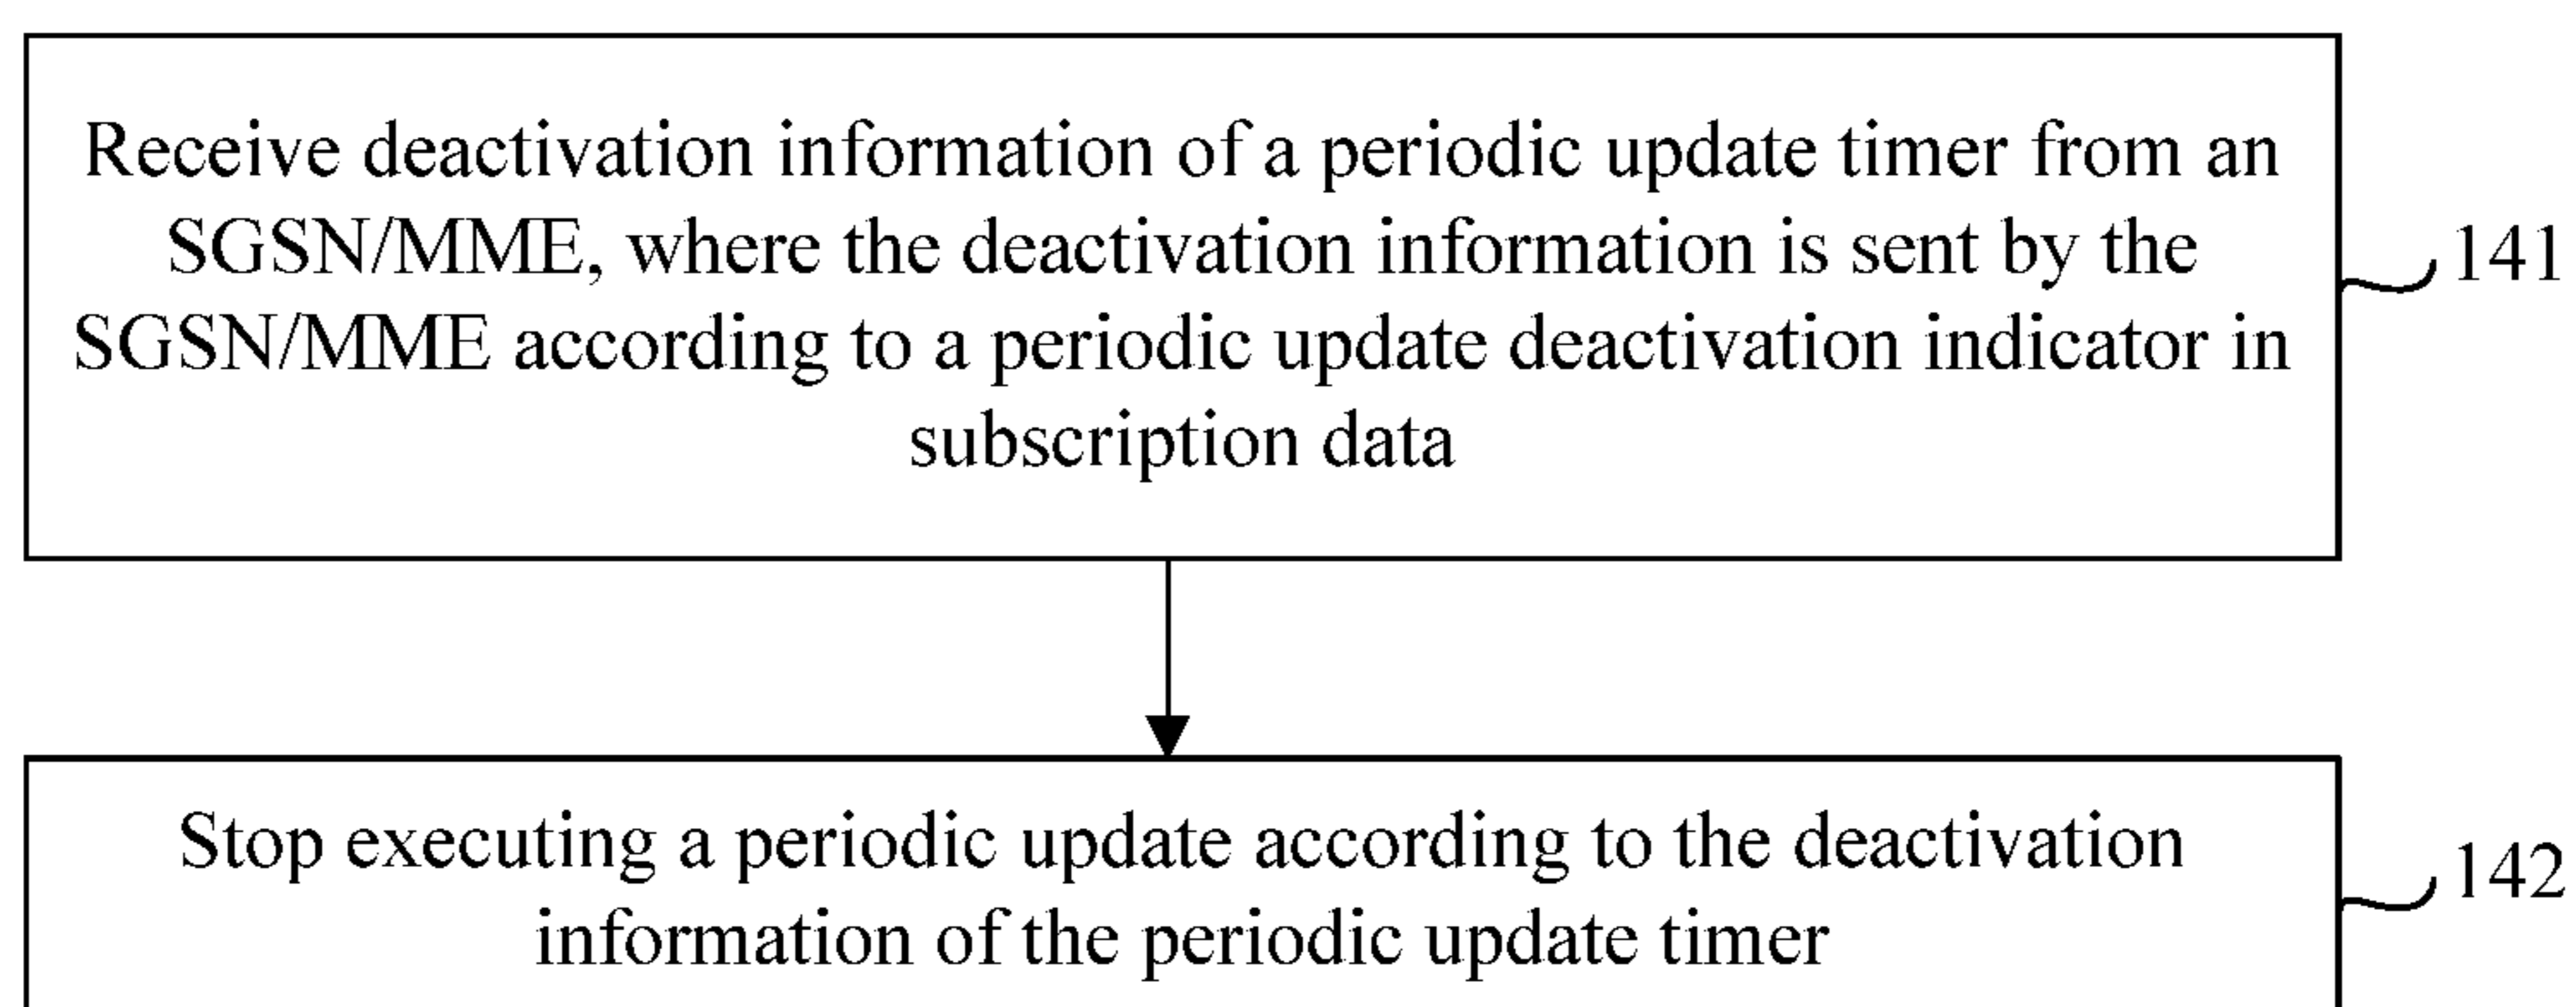 Receive deactivation information of a periodic update timer from an
SGSN/MME, where the deactivation information is sent by the
SGSN/MME according to a periodic update deactivation indicator in
subscription data
141
Stop executing a periodic update according to the deactivation
information of the periodic update timer
142